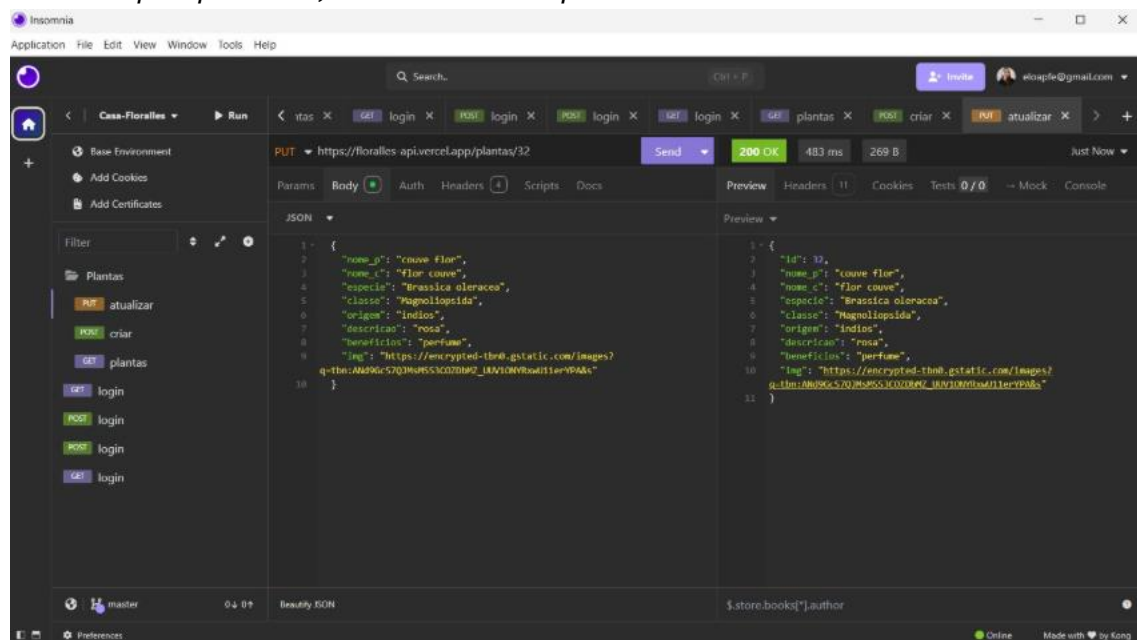 Insomnia
Application File Edit View Window Tools Help
Search..
Ctrl + P
Invite
eloapfe@gmail.com
Casa-Floralles
Run
ntas GET login POST login POST login GET login GET plantas POST criar PUT atualizar
Base Environment
Add Cookies
Add Certificates
PUT https://floralles-api.vercel.app/plantas/32
Send
200 OK 483 ms 269 B
Just Now
Params Body Auth Headers 4 Scripts Docs
Preview Headers 11 Cookies Tests 0 / 0 → Mock Console
JSON
Preview
Filter
Plantas
PUT atualizar
POST criar
GET plantas
GET login
POST login
POST login
GET login
1 {
2 "nome_p": "couve flor",
3 "nome_c": "flor couve",
4 "especie": "Brassica oleracea",
5 "classe": "Magnoliopsida",
6 "origem": "indios",
7 "descricao": "rosa",
8 "beneficios": "perfume",
9 "img": "https://encrypted-tbn0.gstatic.com/images?
10 }
1 {
2 "id": 32,
3 "nome_p": "couve flor",
4 "nome_c": "flor couve",
5 "especie": "Brassica oleracea",
6 "classe": "Magnoliopsida",
7 "origem": "indios",
8 "descricao": "rosa",
9 "beneficios": "perfume",
10 "img": "https://encrypted-tbn0.gstatic.com/images?
11 }
master
0↓ 0↑
Beautify JSON
$.store.books[*].author
Preferences
Online
Made with by Kong